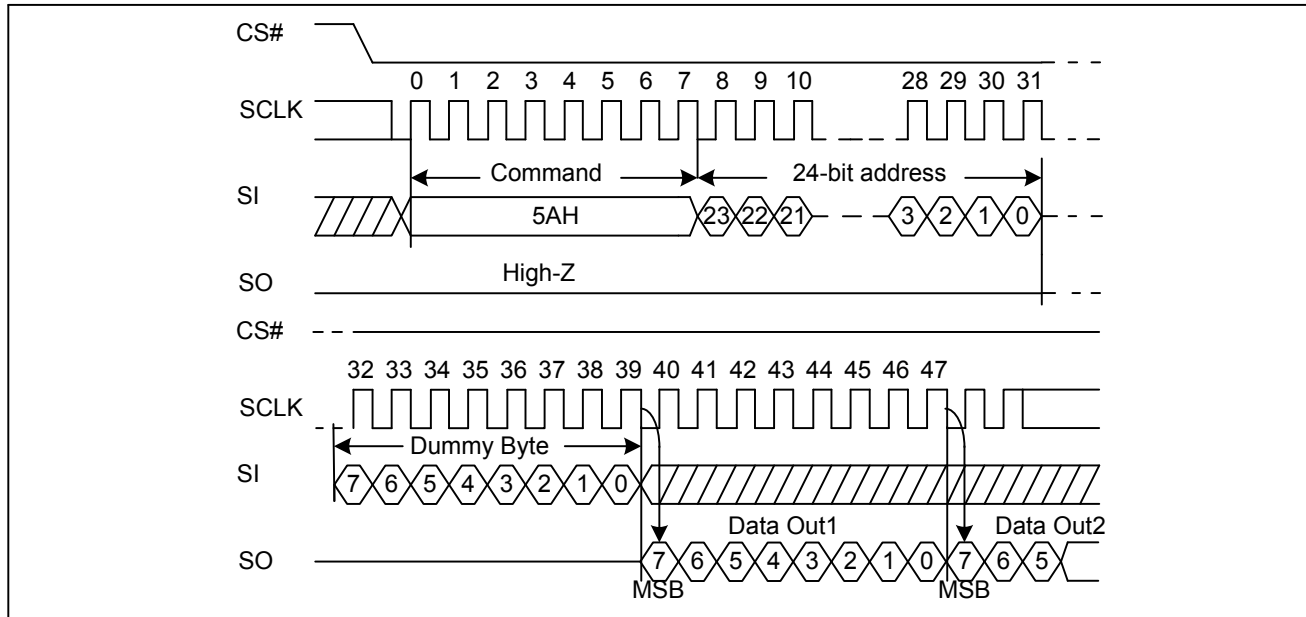 CS#
0 1 2 3 4 5 6 7 8 9 10 28 29 30 31
SCLK
Command 24-bit address
SI
5AH 23 22 21 3 2 1 0
High-Z
SO
CS#
32 33 34 35 36 37 38 39 40 41 42 43 44 45 46 47
SCLK
Dummy Byte
SI 7 6 5 4 3 2 1 0
Data Out1 Data Out2
SO 7 6 5 4 3 2 1 0 7 6 5
MSB MSB